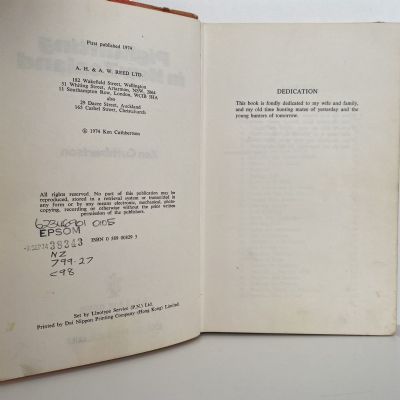 First published 1974
A. H. & A. W. REED LTD.
182 Wakefield Street, Wellington
51 Whiting Street, Artarmon, NSW, 2064
11 Southampton Row, London, WC1B 5HA
also
29 Dacre Street, Auckland
165 Cashel Street, Christchurch
© 1974 Ken Cuthbertson
All rights reserved. No part of this publication may be
reproduced, stored in a retrieval system or transmitted in
any form or by any means electronic, mechanical, photo-
copying, recording or otherwise without the prior written
permission of the publishers.
EPSOM
38343
ISBN 0 589 00829 5
NZ
799.27
C98
Set by Linotype Service (P.N.) Ltd.
Printed by Dai Nippon Printing Company (Hong Kong) Limited.
DEDICATION
This book is fondly dedicated to my wife and family,
and my old time hunting mates of yesterday and the
young hunters of tomorrow.